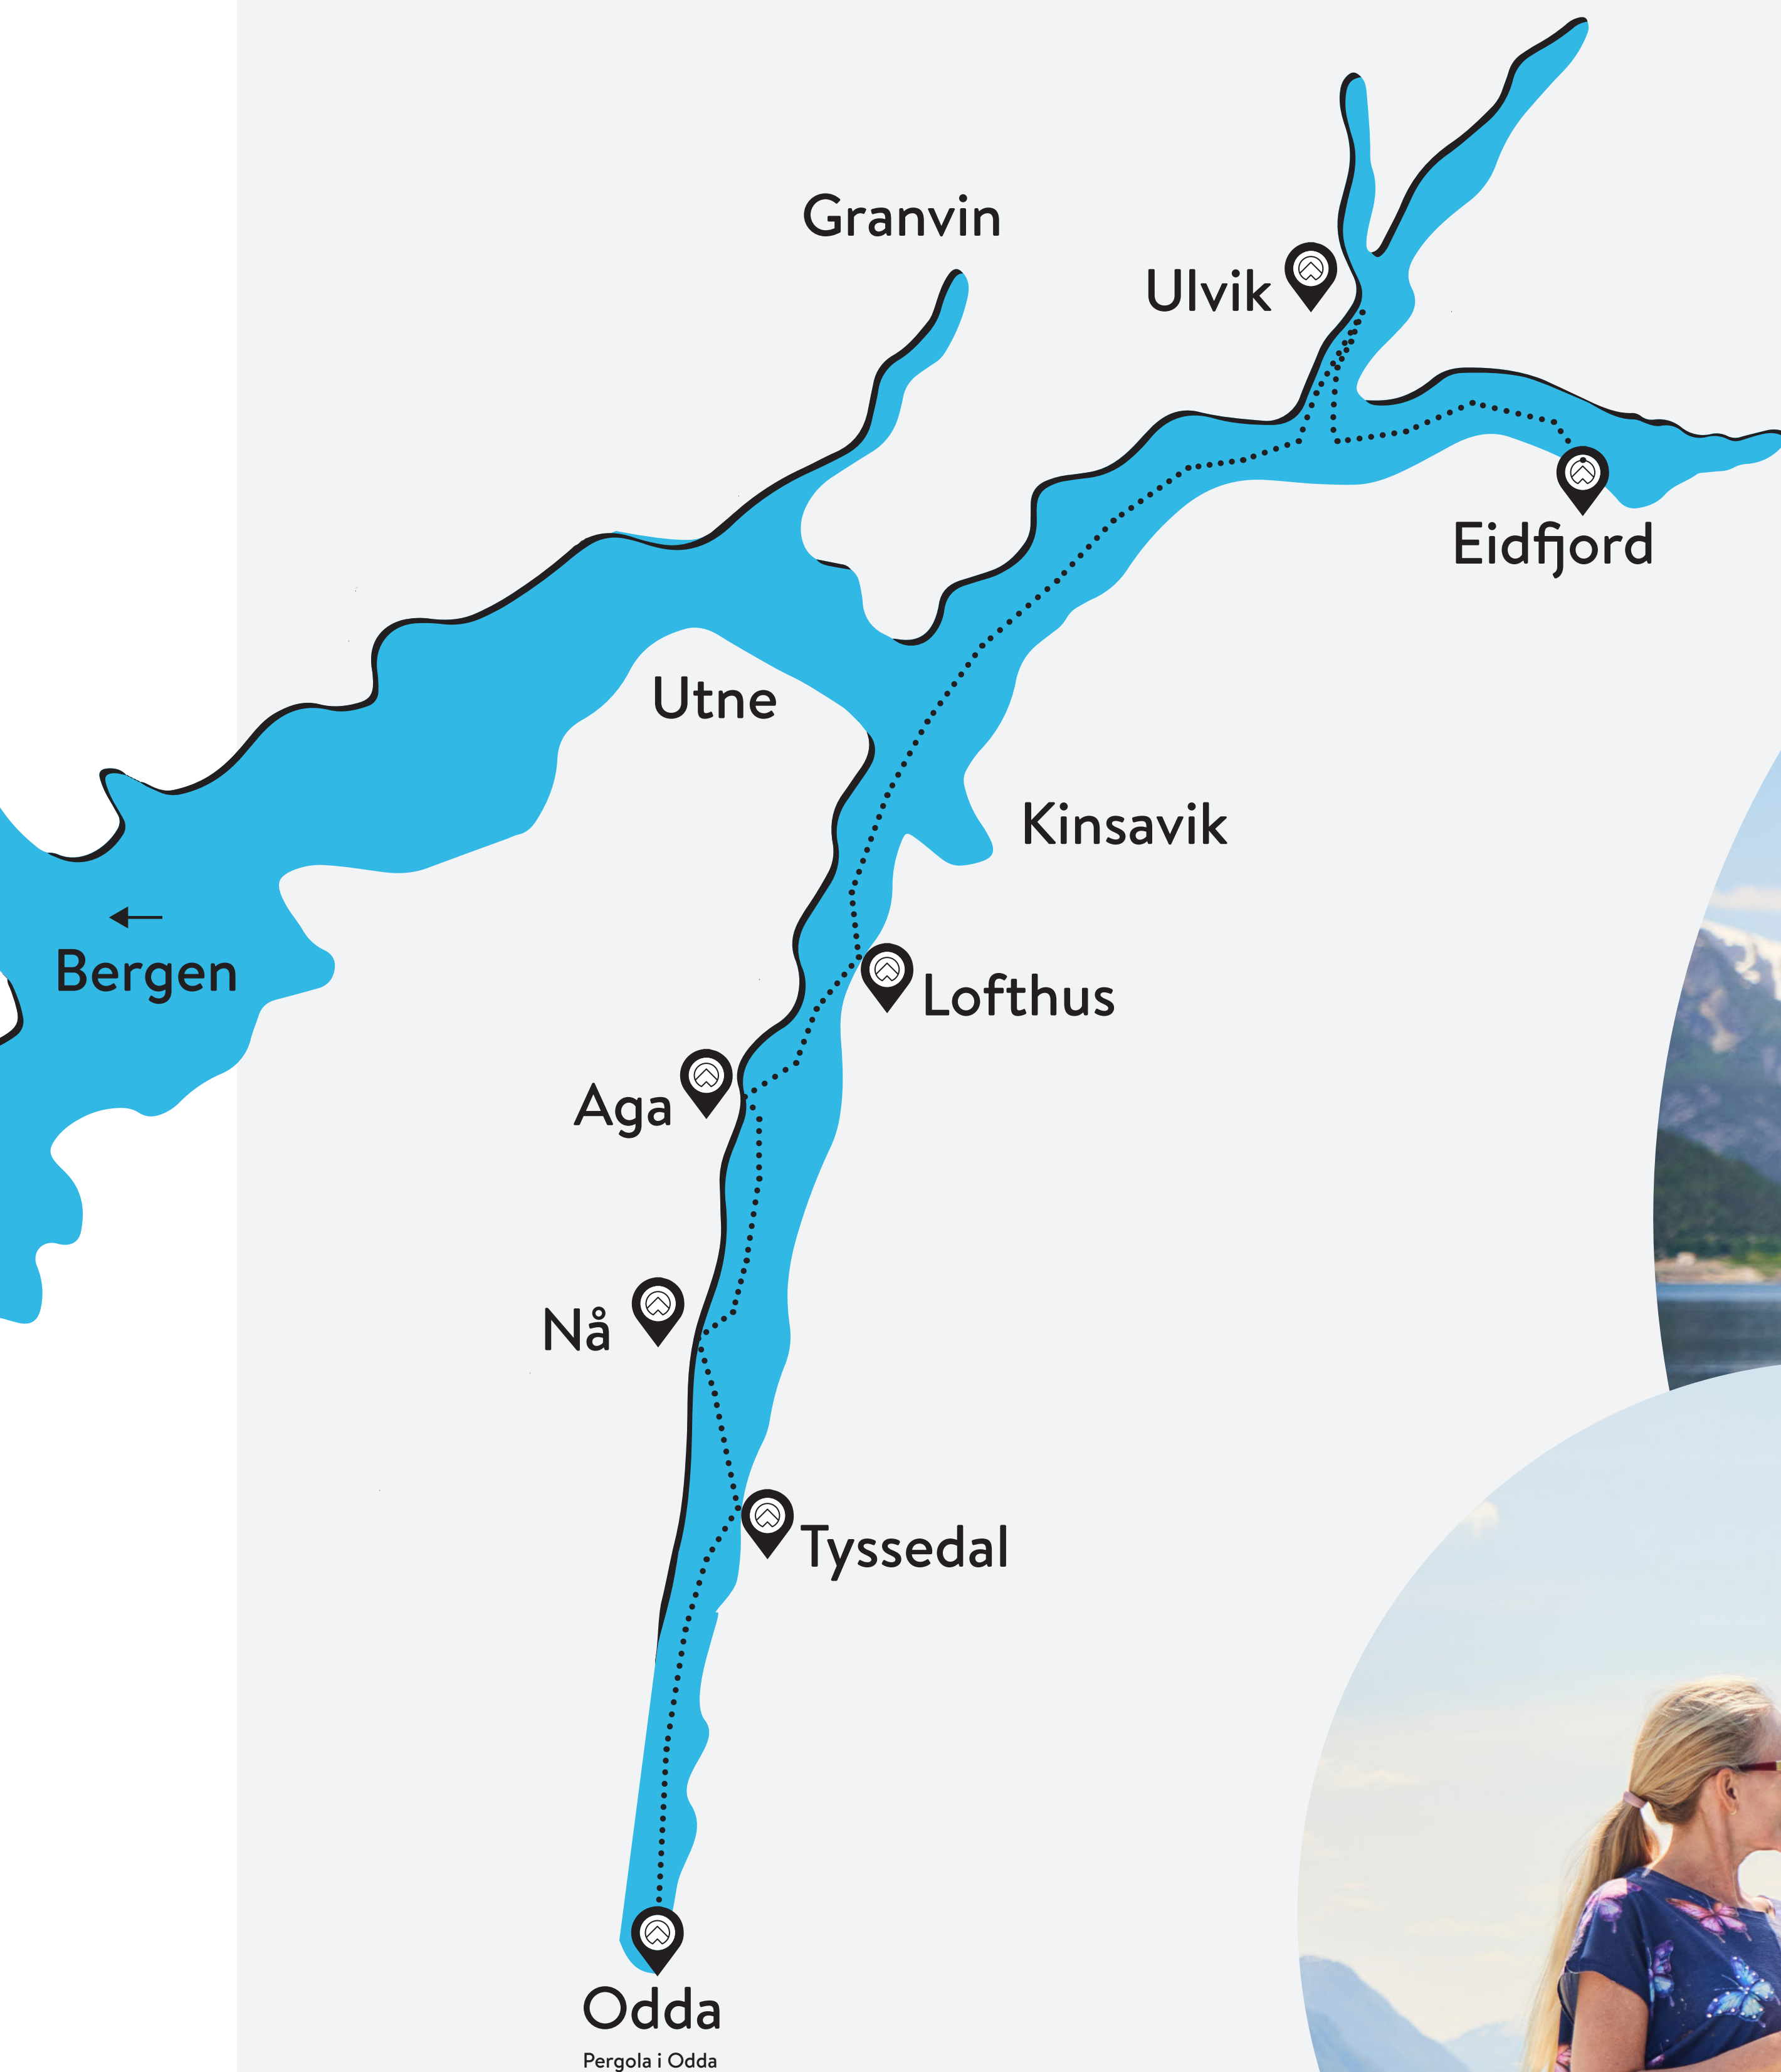 Granvin
Ulvik
Eidfjord
Utne
Kinsavik
Bergen
Lofthus
Aga
Nå
Tyssedal
Odda
Pergola i Odda